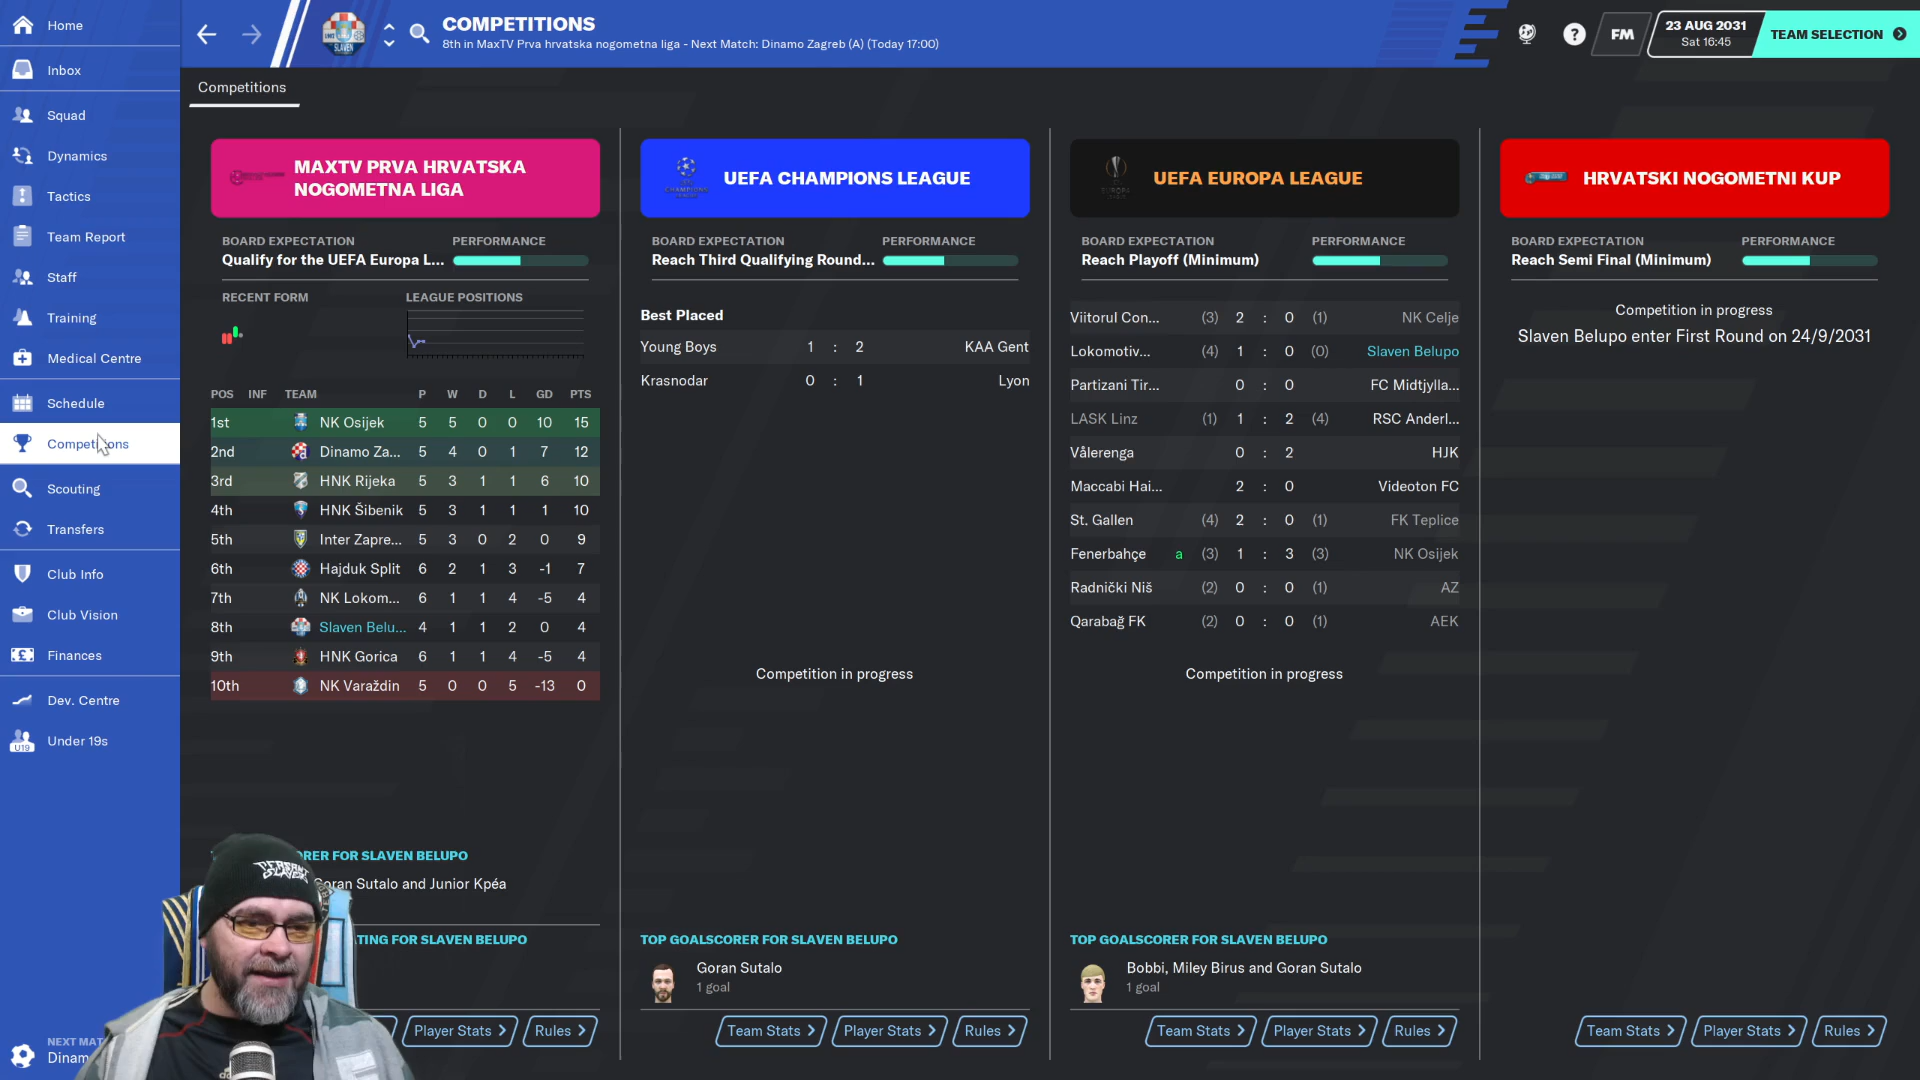 Home
Inbox
Squad
Dynamics
Tactics
Team Report
Staff
Training
Medical Centre
Schedule
Competitions
Scouting
Transfers
Club Info
Club Vision
Finances
Dev. Centre
Under 19s
U19
NEXT MAT
Dinam
SLAVEN
COMPETITIONS
8th in MaxTV Prva hrvatska nogometna liga - Next Match: Dinamo Zagreb (A) (Today 17:00)
FM
23 AUG 2031
Sat 16:45
TEAM SELECTION
Competitions
MAXTV PRVA HRVATSKA
NOGOMETNA LIGA
BOARD EXPECTATION PERFORMANCE
Qualify for the UEFA Europa L...
RECENT FORM LEAGUE POSITIONS
POS INF TEAM P W D L GD PTS
1st NK Osijek 5 5 0 0 10 15
2nd Dinamo Za... 5 4 0 1 7 12
3rd HNK Rijeka 5 3 1 1 6 10
4th HNK Šibenik 5 3 1 1 1 10
5th Inter Zapre... 5 3 0 2 0 9
6th Hajduk Split 6 2 1 3 -1 7
7th NK Lokom... 6 1 1 4 -5 4
8th Slaven Belu... 4 1 1 2 0 4
9th HNK Gorica 6 1 1 4 -5 4
10th NK Varaždin 5 0 0 5 -13 0
RER FOR SLAVEN BELUPO
Goran Sutalo and Junior Kpéa
TING FOR SLAVEN BELUPO
Player Stats Rules
UEFA CHAMPIONS LEAGUE
BOARD EXPECTATION PERFORMANCE
Reach Third Qualifying Round...
Best Placed
Young Boys 1 : 2 KAA Gent
Krasnodar 0 : 1 Lyon
Competition in progress
TOP GOALSCORER FOR SLAVEN BELUPO
Goran Sutalo
1 goal
Team Stats Player Stats Rules
UEFA EUROPA LEAGUE
BOARD EXPECTATION PERFORMANCE
Reach Playoff (Minimum)
Viitorul Con... (3) 2 : 0 (1) NK Celje
Lokomotiv... (4) 1 : 0 (0) Slaven Belupo
Partizani Tir... 0 : 0 FC Midtjylla...
LASK Linz (1) 1 : 2 (4) RSC Anderl...
Vålerenga 0 : 2 HJK
Maccabi Hai... 2 : 0 Videoton FC
St. Gallen (4) 2 : 0 (1) FK Teplice
Fenerbahçe a (3) 1 : 3 (3) NK Osijek
Radnički Niš (2) 0 : 0 (1) AZ
Qarabağ FK (2) 0 : 0 (1) AEK
Competition in progress
TOP GOALSCORER FOR SLAVEN BELUPO
Bobbi, Miley Birus and Goran Sutalo
1 goal
Team Stats Player Stats Rules
HRVATSKI NOGOMETNI KUP
BOARD EXPECTATION PERFORMANCE
Reach Semi Final (Minimum)
Competition in progress
Slaven Belupo enter First Round on 24/9/2031
Team Stats Player Stats Rules